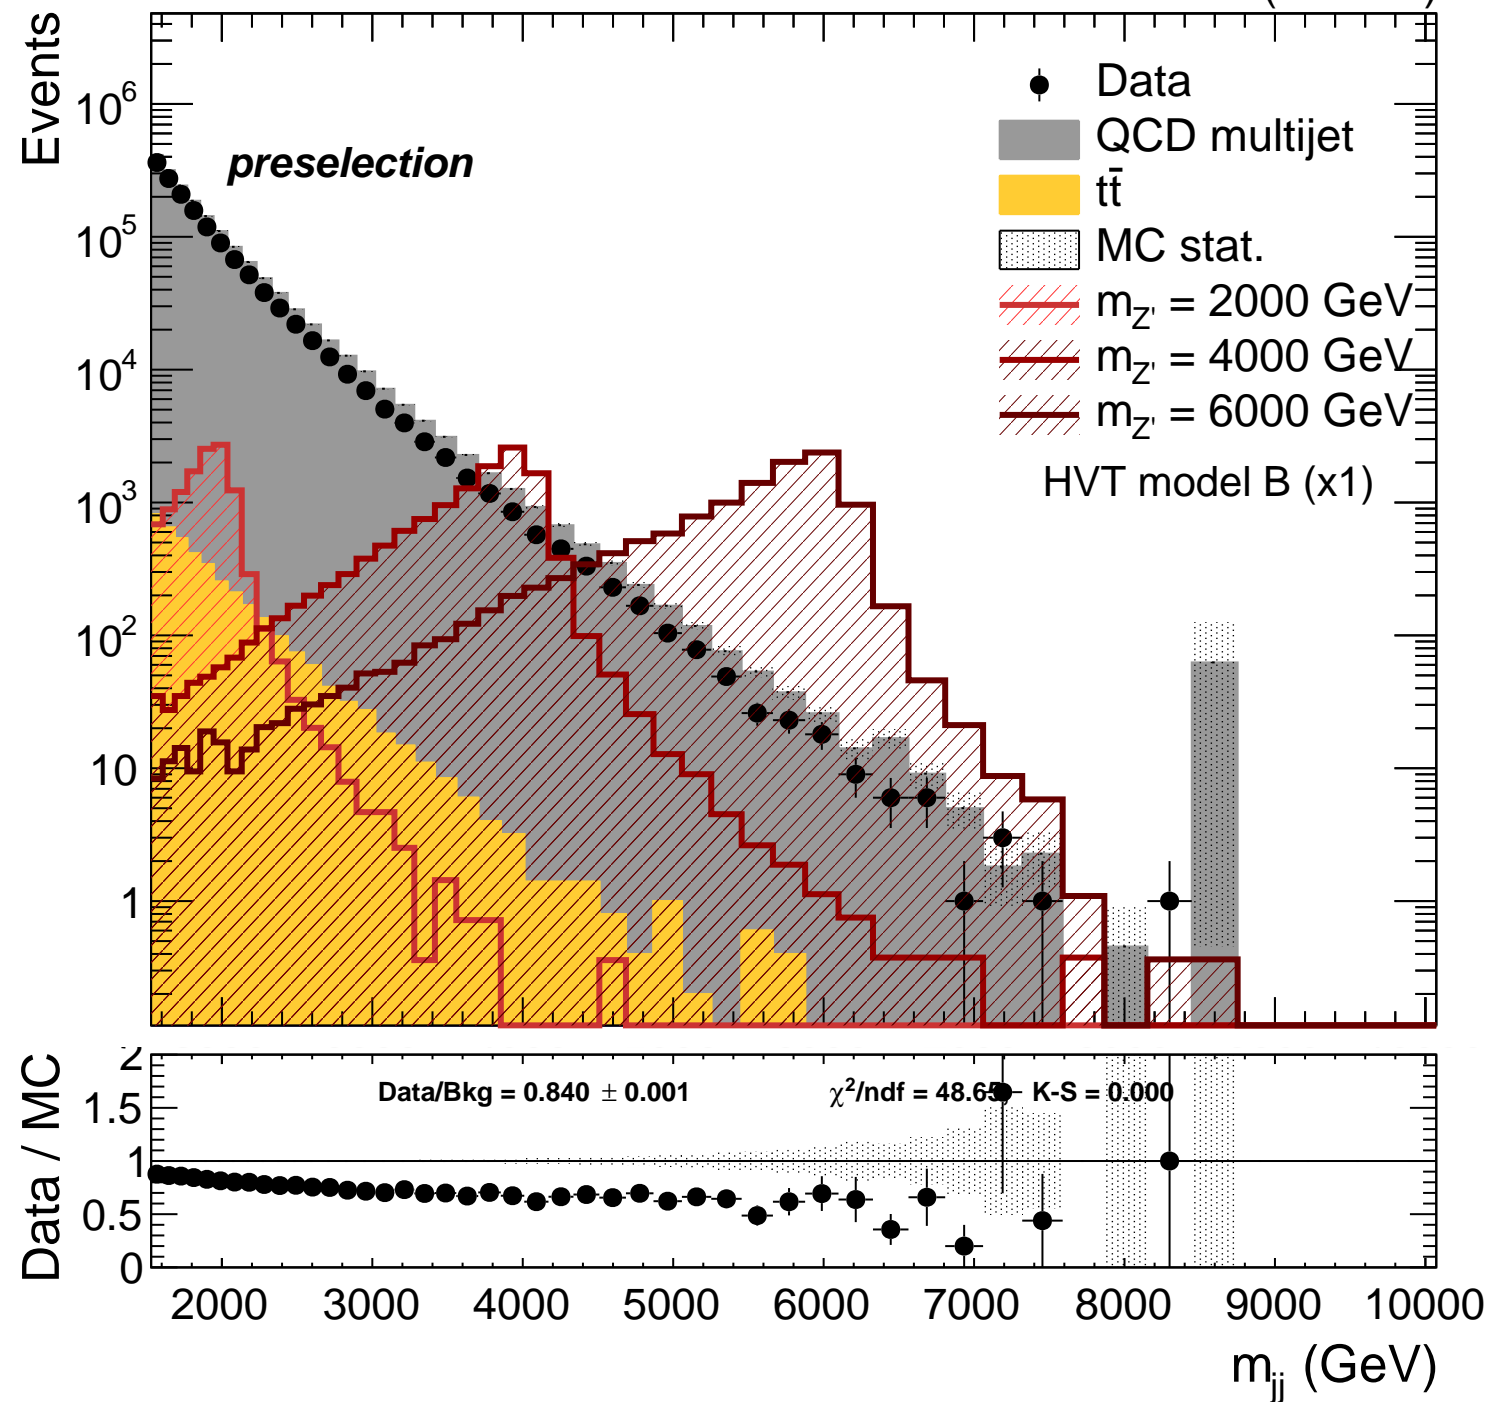 Events
10^6
10^5
10^4
10^3
10^2
10
1
preselection
Data
QCD multijet
tt̄
MC stat.
m_Z' = 2000 GeV
m_Z' = 4000 GeV
m_Z' = 6000 GeV
HVT model B (x1)
Data / MC
2
1.5
1
0.5
0
Data/Bkg = 0.840 ± 0.001
χ²/ndf = 48.65, K-S = 0.000
2000 3000 4000 5000 6000 7000 8000 9000 10000
m_jj (GeV)